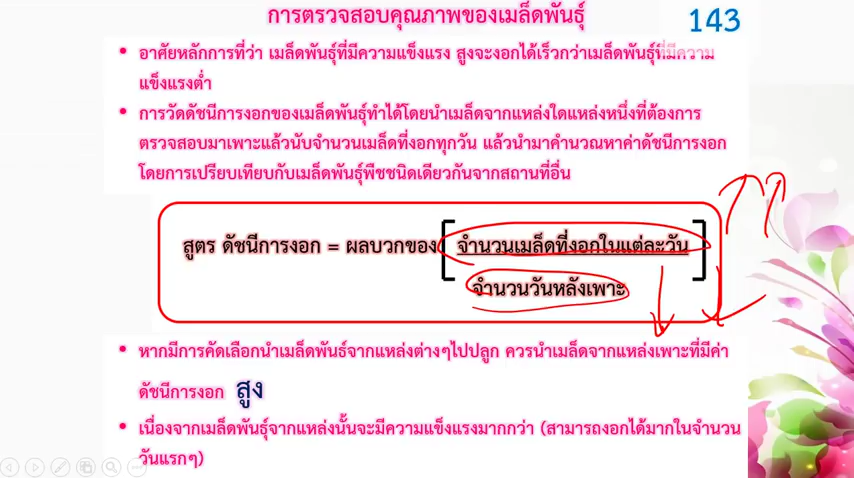 การตรวจสอบคุณภาพของเมล็ดพันธุ์
143
• อาศัยหลักการที่ว่า เมล็ดพันธุ์ที่มีความแข็งแรง สูงจะงอกได้เร็วกว่าเมล็ดพันธุ์ที่มีความ
แข็งแรงต่ำ
• การวัดดัชนีการงอกของเมล็ดพันธุ์ทำได้โดยนำเมล็ดจากแหล่งใดแหล่งหนึ่งที่ต้องการ
ตรวจสอบมาเพาะแล้วนับจำนวนเมล็ดที่งอกทุกวัน แล้วนำมาคำนวณหาค่าดัชนีการงอก
โดยการเปรียบเทียบกับเมล็ดพันธุ์พืชชนิดเดียวกันจากสถานที่อื่น
สูตร ดัชนีการงอก = ผลบวกของ [จำนวนเมล็ดที่งอกในแต่ละวัน]
จำนวนวันหลังเพาะ
• หากมีการคัดเลือกนำเมล็ดพันธ์จากแหล่งต่างๆไปปลูก ควรนำเมล็ดจากแหล่งเพาะที่มีค่า
ดัชนีการงอก สูง
• เนื่องจากเมล็ดพันธุ์จากแหล่งนั้นจะมีความแข็งแรงมากกว่า (สามารถงอกได้มากในจำนวน
วันแรกๆ)